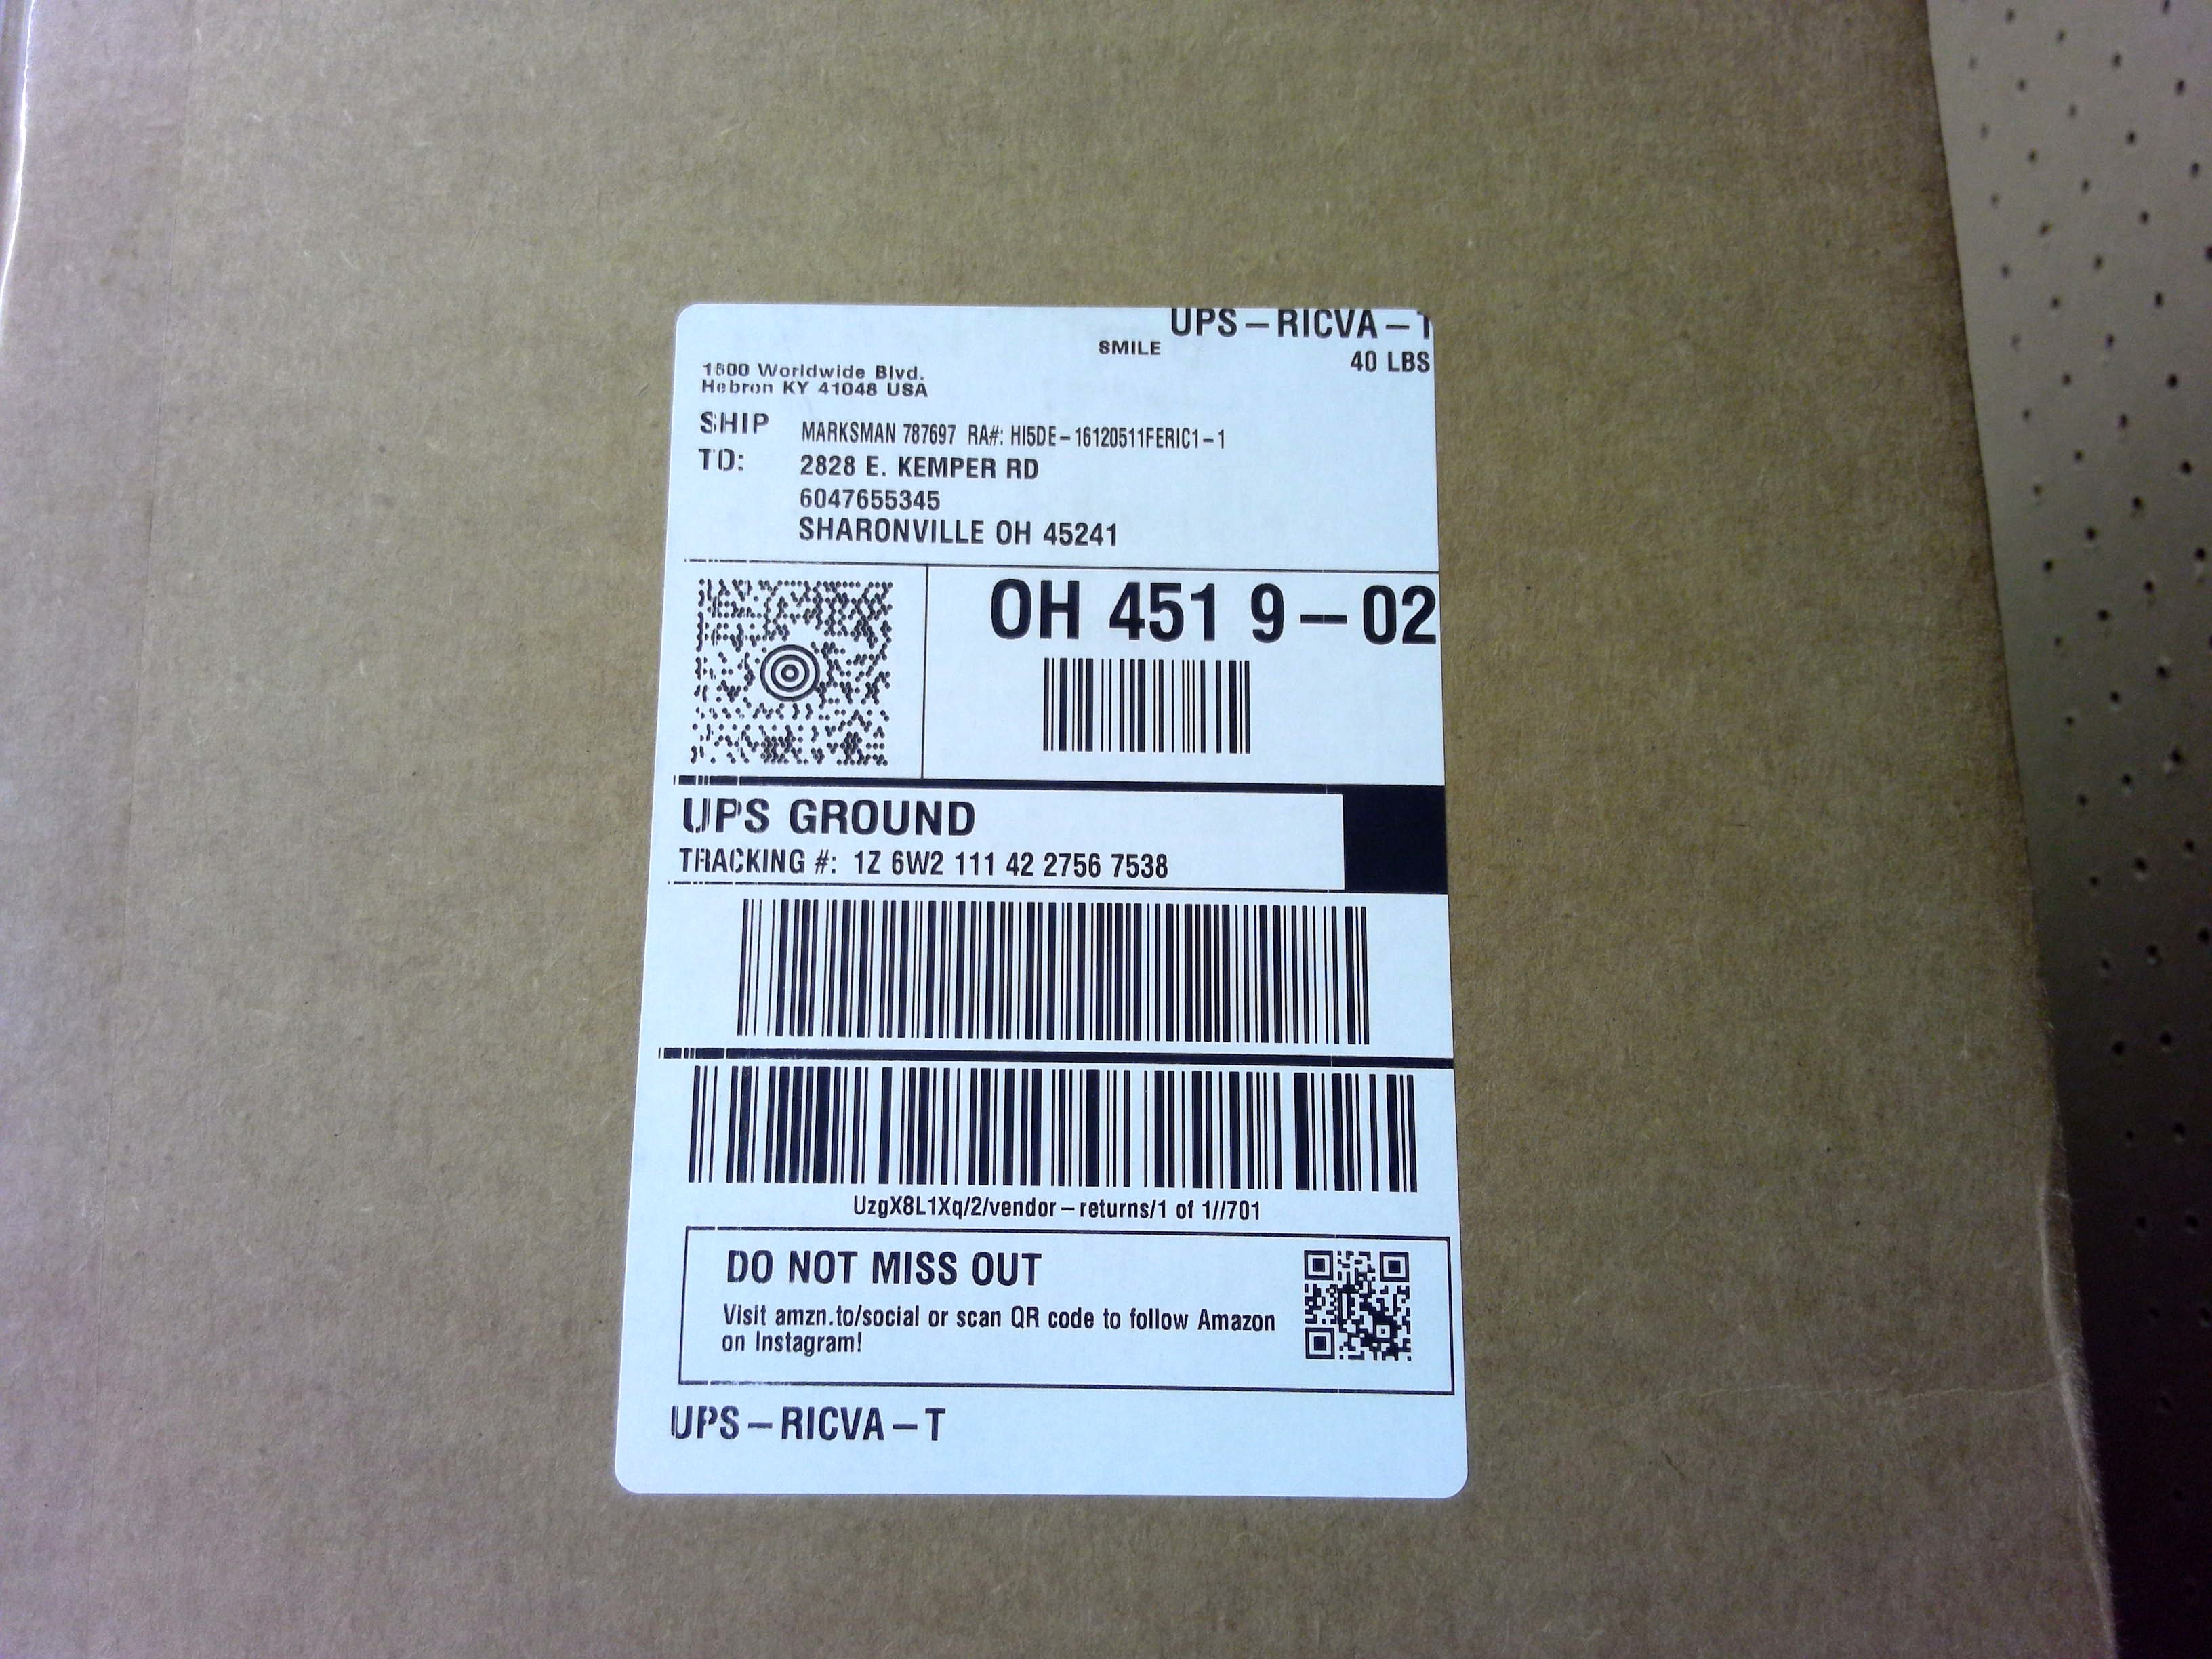 UPS-RICVA-T
SMILE
40 LBS
1500 Worldwide Blvd.
Hebron KY 41048 USA
SHIP TO:
MARKSMAN 787697 RA#: HI5DE-16120511FERIC1-1
2828 E. KEMPER RD
6047655345
SHARONVILLE OH 45241
OH 451 9-02
UPS GROUND
TRACKING #: 1Z 6W2 111 42 2756 7538
UzgX8L1Xq/2/vendor-returns/1 of 1//701
DO NOT MISS OUT
Visit amzn.to/social or scan QR code to follow Amazon
on Instagram!
UPS-RICVA-T